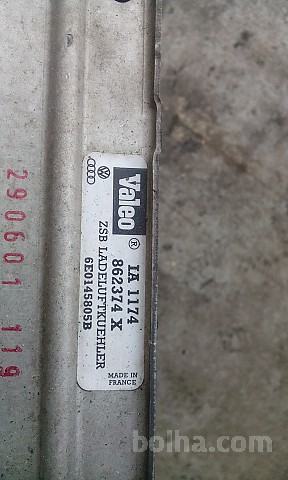 Valeo ®
IA 1174
862374 X
ZSB LADELUFTKUEHLER
6E0145805B
MADE IN
FRANCE
290601 119
bolha.com